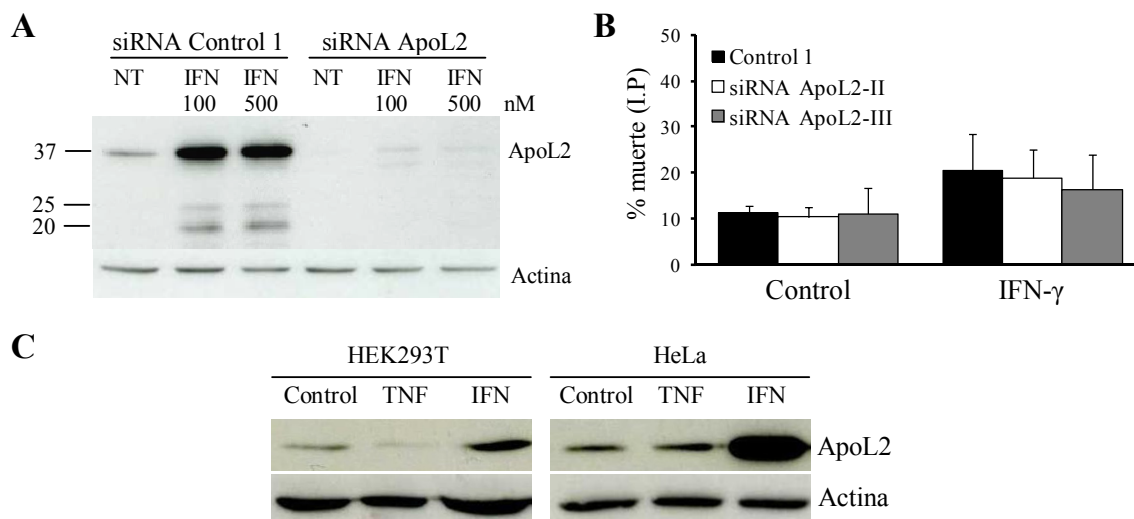 A
siRNA Control 1 siRNA ApoL2
NT IFN 100 IFN 500 NT IFN 100 IFN 500 nM
37
25
20
ApoL2
Actina
B
% muerte (I.P)
50
40
30
20
10
0
Control 1
siRNA ApoL2-II
siRNA ApoL2-III
Control IFN-γ
C
HEK293T HeLa
Control TNF IFN Control TNF IFN
ApoL2
Actina